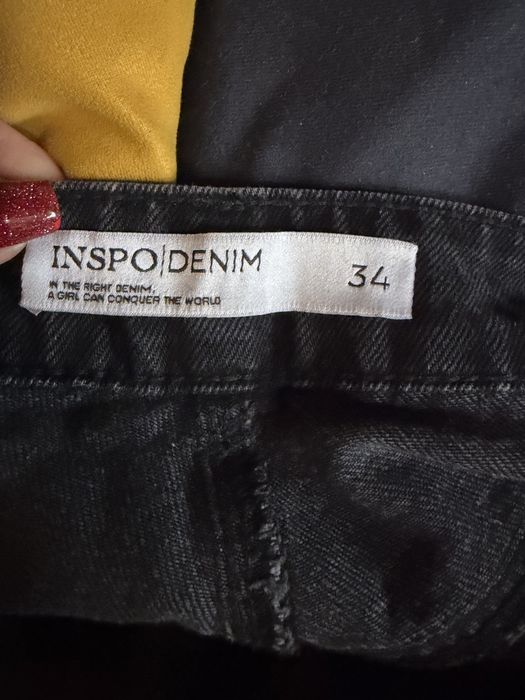 INSPO|DENIM
34
IN THE RIGHT DENIM,
A GIRL CAN CONQUER THE WORLD